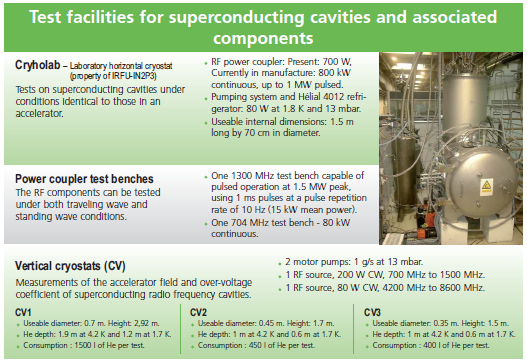 Test facilities for superconducting cavities and associated
components
Cryholab – Laboratory horizontal cryostat
(property of IRFU-IN2P3)
Tests on superconducting cavities under
conditions identical to those in an
accelerator.
• RF power coupler: Present: 700 W,
Currently in manufacture: 800 kW
continuous, up to 1 MW pulsed.
• Pumping system and Hélial 4012 refri-
gerator: 80 W at 1.8 K and 13 mbar.
• Useable internal dimensions: 1.5 m
long by 70 cm in diameter.
Power coupler test benches
The RF components can be tested
under both traveling wave and
standing wave conditions.
• One 1300 MHz test bench capable of
pulsed operation at 1.5 MW peak,
using 1 ms pulses at a pulse repetition
rate of 10 Hz (15 kW mean power).
• One 704 MHz test bench - 80 kW
continuous.
Vertical cryostats (CV)
Measurements of the accelerator field and over-voltage
coefficient of superconducting radio frequency cavities.
• 2 motor pumps: 1 g/s at 13 mbar.
• 1 RF source, 200 W CW, 700 MHz to 1500 MHz.
• 1 RF source, 80 W CW, 4200 MHz to 8600 MHz.
CV1
• Useable diameter: 0.7 m. Height: 2,92 m.
• He depth: 1.9 m at 4.2 K and 1.2 m at 1.7 K.
• Consumption : 1500 l of He per test.
CV2
• Useable diameter: 0.45 m. Height: 1.7 m.
• He depth: 1 m at 4.2 K and 0.6 m at 1.7 K.
• Consumption : 450 l of He per test.
CV3
• Useable diameter: 0.35 m. Height: 1.5 m.
• He depth: 1 m at 4.2 K and 0.6 m at 1.7 K.
• Consumption : 400 l of He per test.